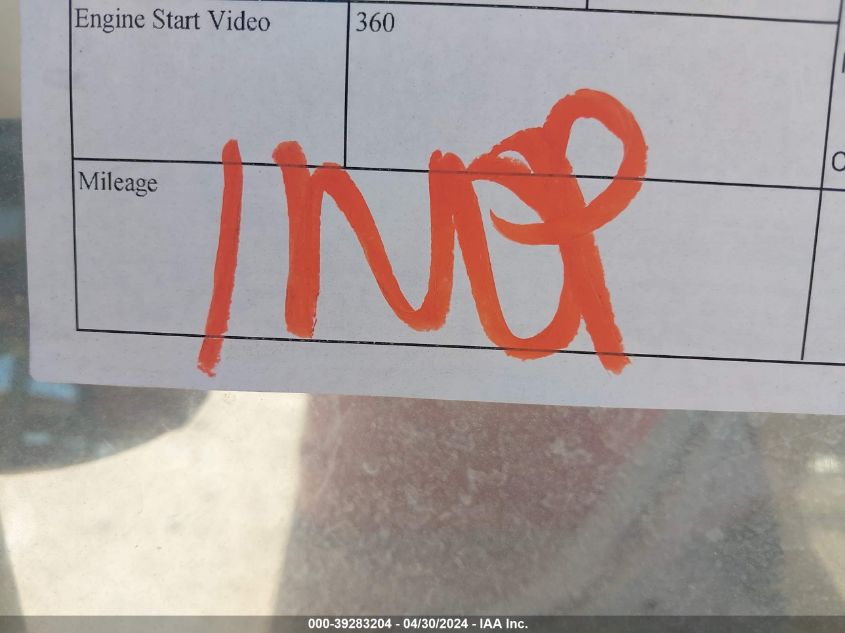 Engine Start Video 360
Mileage
INOP
000-39283204 - 04/30/2024 - IAA Inc.